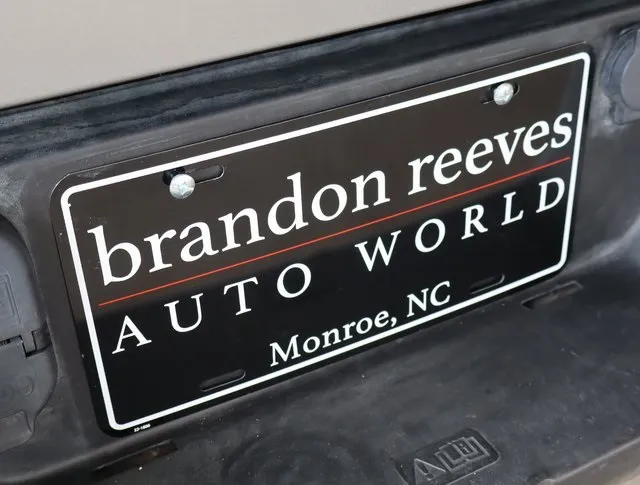 brandon reeves
AUTO WORLD
Monroe, NC